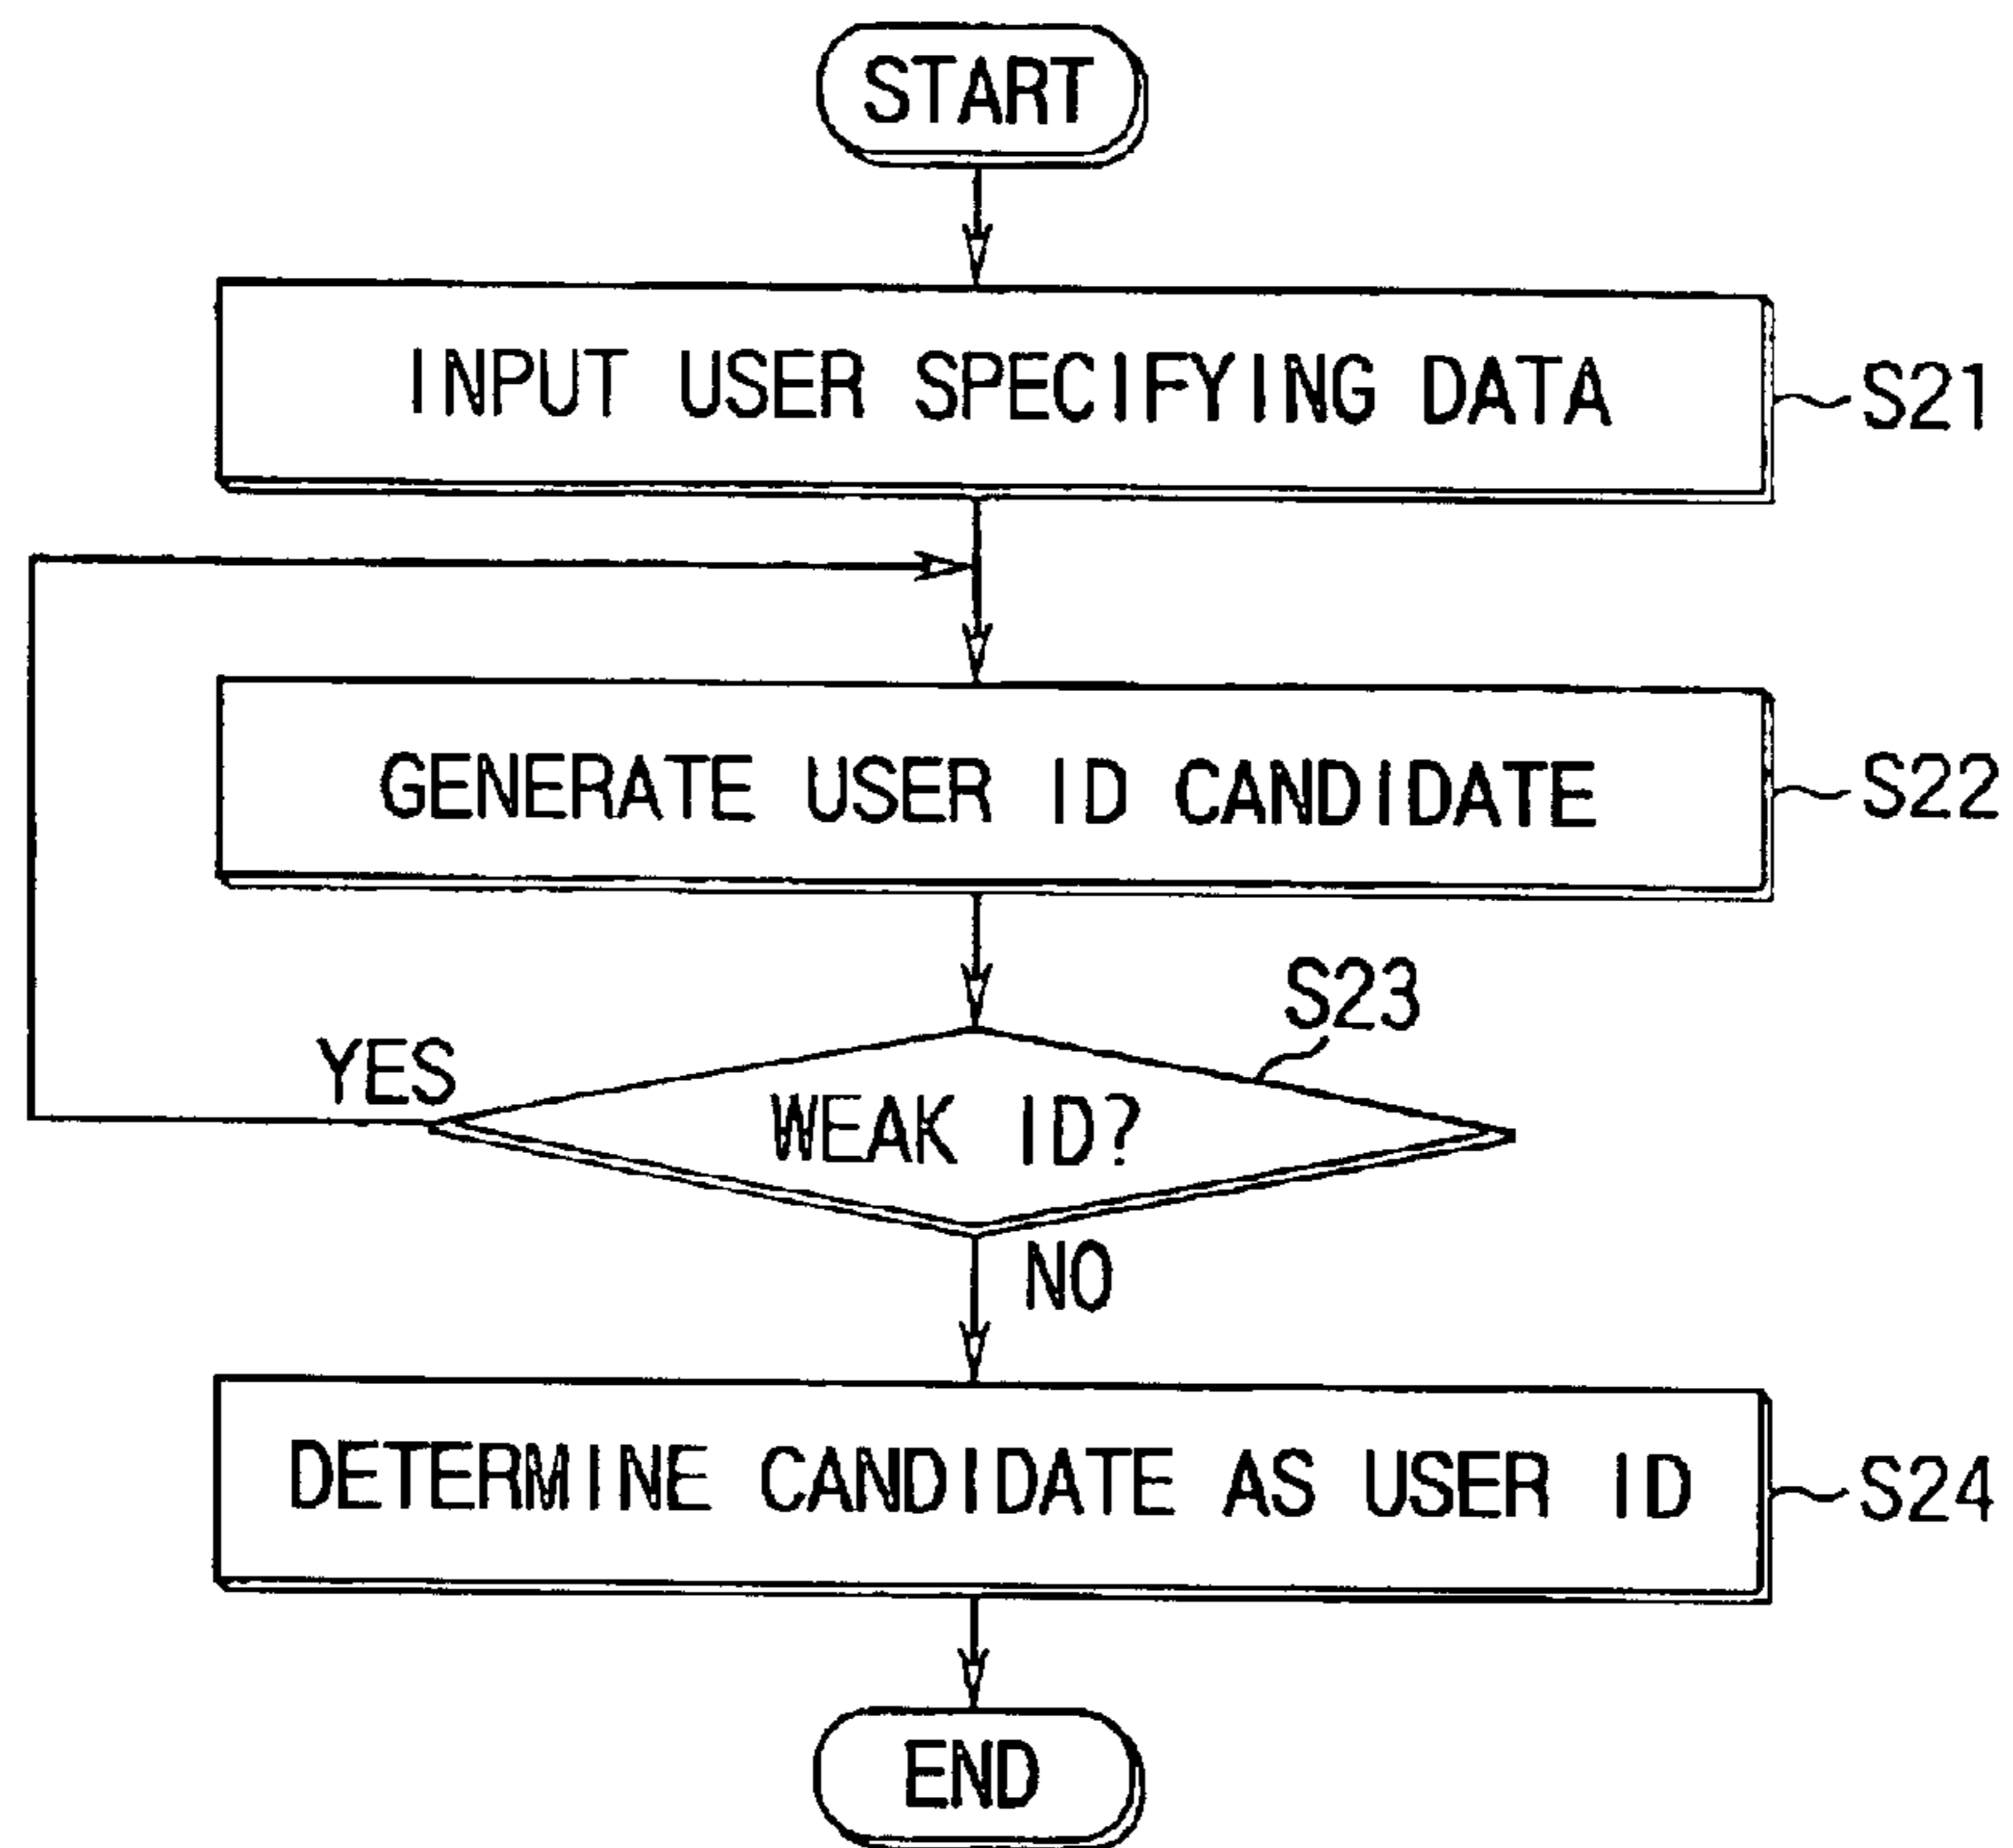 START
INPUT USER SPECIFYING DATA
S21
GENERATE USER ID CANDIDATE
S22
S23
YES
WEAK ID?
NO
DETERMINE CANDIDATE AS USER ID
S24
END